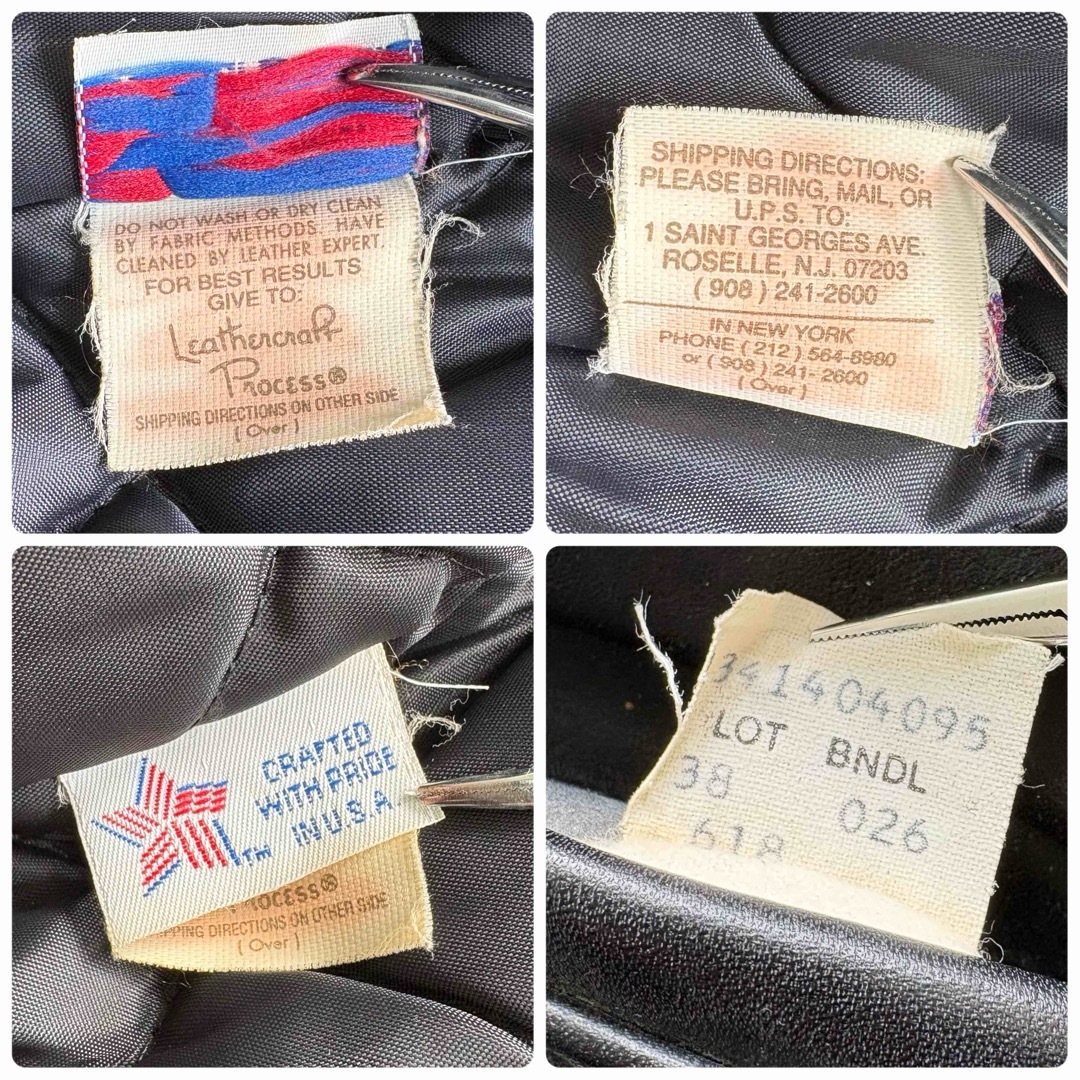 DO NOT WASH OR DRY CLEAN
BY FABRIC METHODS. HAVE
CLEANED BY LEATHER EXPERT.
FOR BEST RESULTS
GIVE TO:
Leathercraft
Process®
SHIPPING DIRECTIONS ON OTHER SIDE
( Over )
SHIPPING DIRECTIONS:
PLEASE BRING, MAIL, OR
U.P.S. TO:
1 SAINT GEORGES AVE.
ROSELLE, N.J. 07203
( 908 ) 241-2600
IN NEW YORK
PHONE ( 212 ) 564-8980
or ( 908 ) 241-2600
( Over )
CRAFTED
WITH PRIDE
IN U.S.A.
TM
ROCESS®
PPING DIRECTIONS ON OTHER SIDE
( Over )
341404095
LOT BNDL
38 026
618